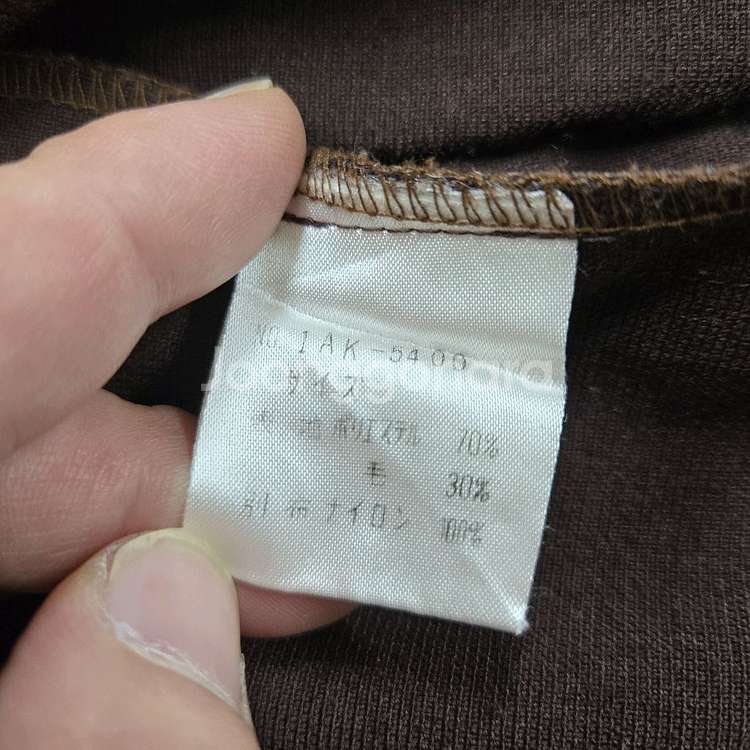 NO. 1AK-5400
サイズ
地 ポリエステル 70%
毛 30%
別布 ナイロン 100%